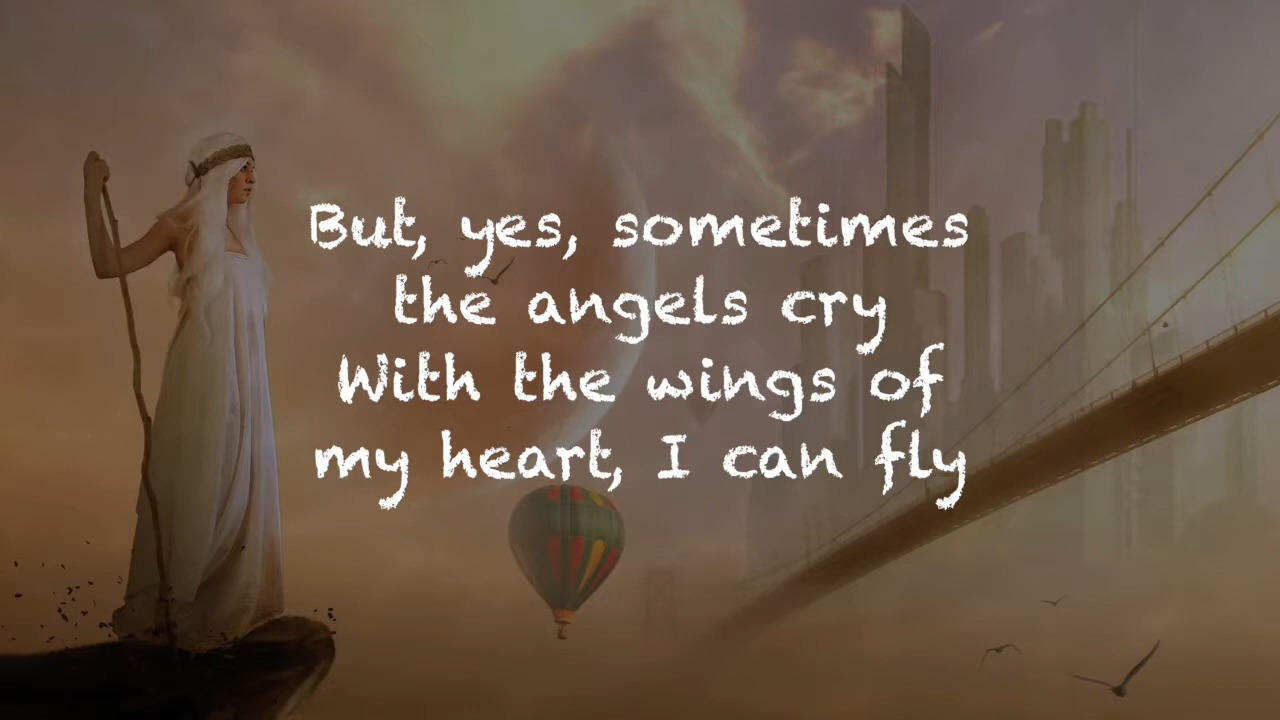 But, yes, sometimes
the angels cry
With the wings of
my heart, I can fly